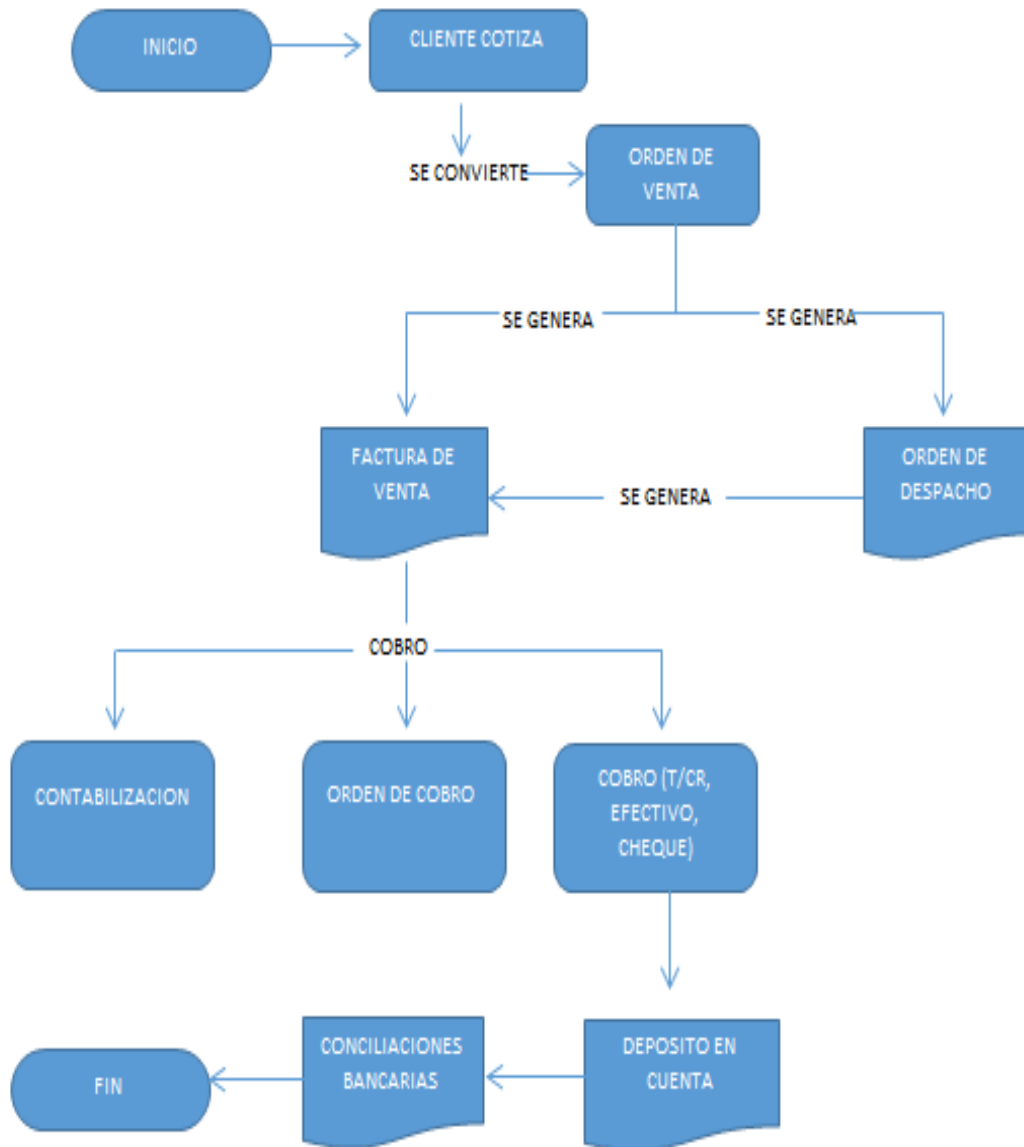 INICIO
CLIENTE COTIZA
SE CONVIERTE
ORDEN DE
VENTA
SE GENERA
SE GENERA
FACTURA DE
VENTA
SE GENERA
ORDEN DE
DESPACHO
COBRO
CONTABILIZACION
ORDEN DE COBRO
COBRO (T/CR,
EFECTIVO,
CHEQUE)
DEPOSITO EN
CUENTA
CONCILIACIONES
BANCARIAS
FIN